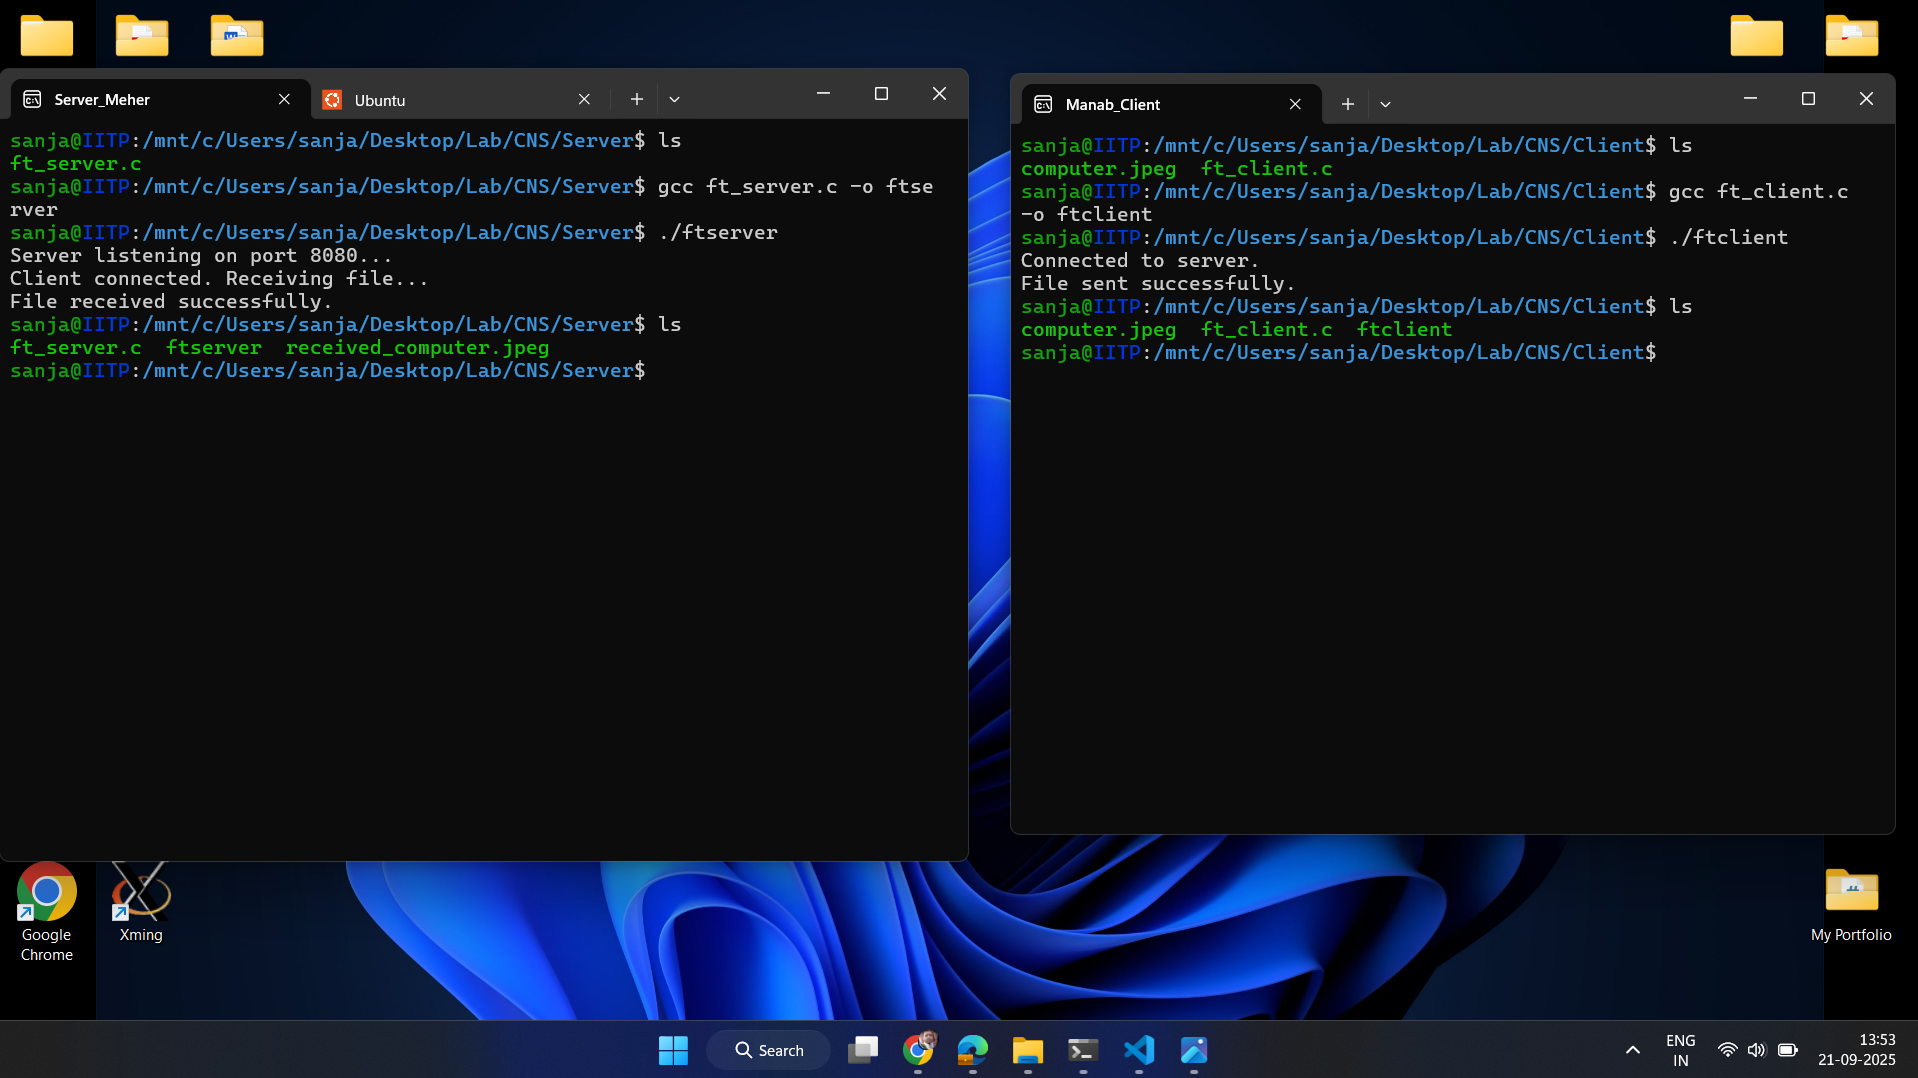 Server_Meher
Ubuntu
sanja@IITP:/mnt/c/Users/sanja/Desktop/Lab/CNS/Server$ ls
ft_server.c
sanja@IITP:/mnt/c/Users/sanja/Desktop/Lab/CNS/Server$ gcc ft_server.c -o ftse
rver
sanja@IITP:/mnt/c/Users/sanja/Desktop/Lab/CNS/Server$ ./ftserver
Server listening on port 8080...
Client connected. Receiving file...
File received successfully.
sanja@IITP:/mnt/c/Users/sanja/Desktop/Lab/CNS/Server$ ls
ft_server.c  ftserver  received_computer.jpeg
sanja@IITP:/mnt/c/Users/sanja/Desktop/Lab/CNS/Server$
Manab_Client
sanja@IITP:/mnt/c/Users/sanja/Desktop/Lab/CNS/Client$ ls
computer.jpeg  ft_client.c
sanja@IITP:/mnt/c/Users/sanja/Desktop/Lab/CNS/Client$ gcc ft_client.c
-o ftclient
sanja@IITP:/mnt/c/Users/sanja/Desktop/Lab/CNS/Client$ ./ftclient
Connected to server.
File sent successfully.
sanja@IITP:/mnt/c/Users/sanja/Desktop/Lab/CNS/Client$ ls
computer.jpeg  ft_client.c  ftclient
sanja@IITP:/mnt/c/Users/sanja/Desktop/Lab/CNS/Client$
Google
Chrome
Xming
My Portfolio
Search
ENG
IN
13:53
21-09-2025